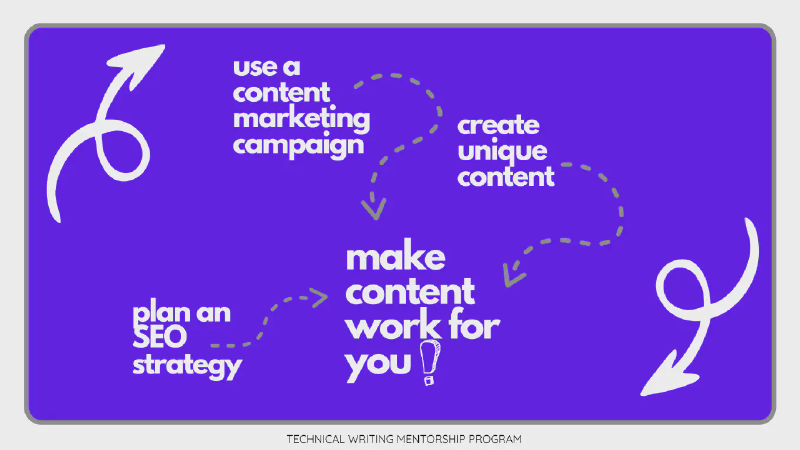 use a
content
marketing
campaign
create
unique
content
make
content
work for
you!
plan an
SEO
strategy
TECHNICAL WRITING MENTORSHIP PROGRAM